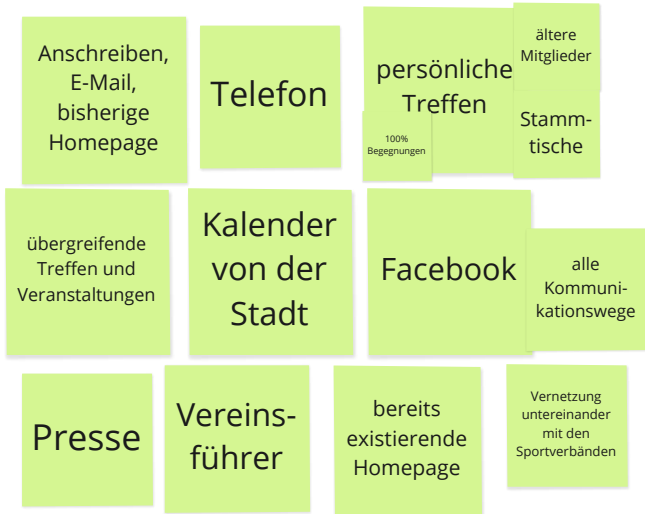 Anschreiben,
E-Mail,
bisherige
Homepage
Telefon
persönliche
Treffen
100%
Begegnungen
ältere
Mitglieder
Stamm-
tische
übergreifende
Treffen und
Veranstaltungen
Kalender
von der
Stadt
Facebook
alle
Kommuni-
kationswege
Presse
Vereins-
führer
bereits
existierende
Homepage
Vernetzung
untereinander
mit den
Sportverbänden